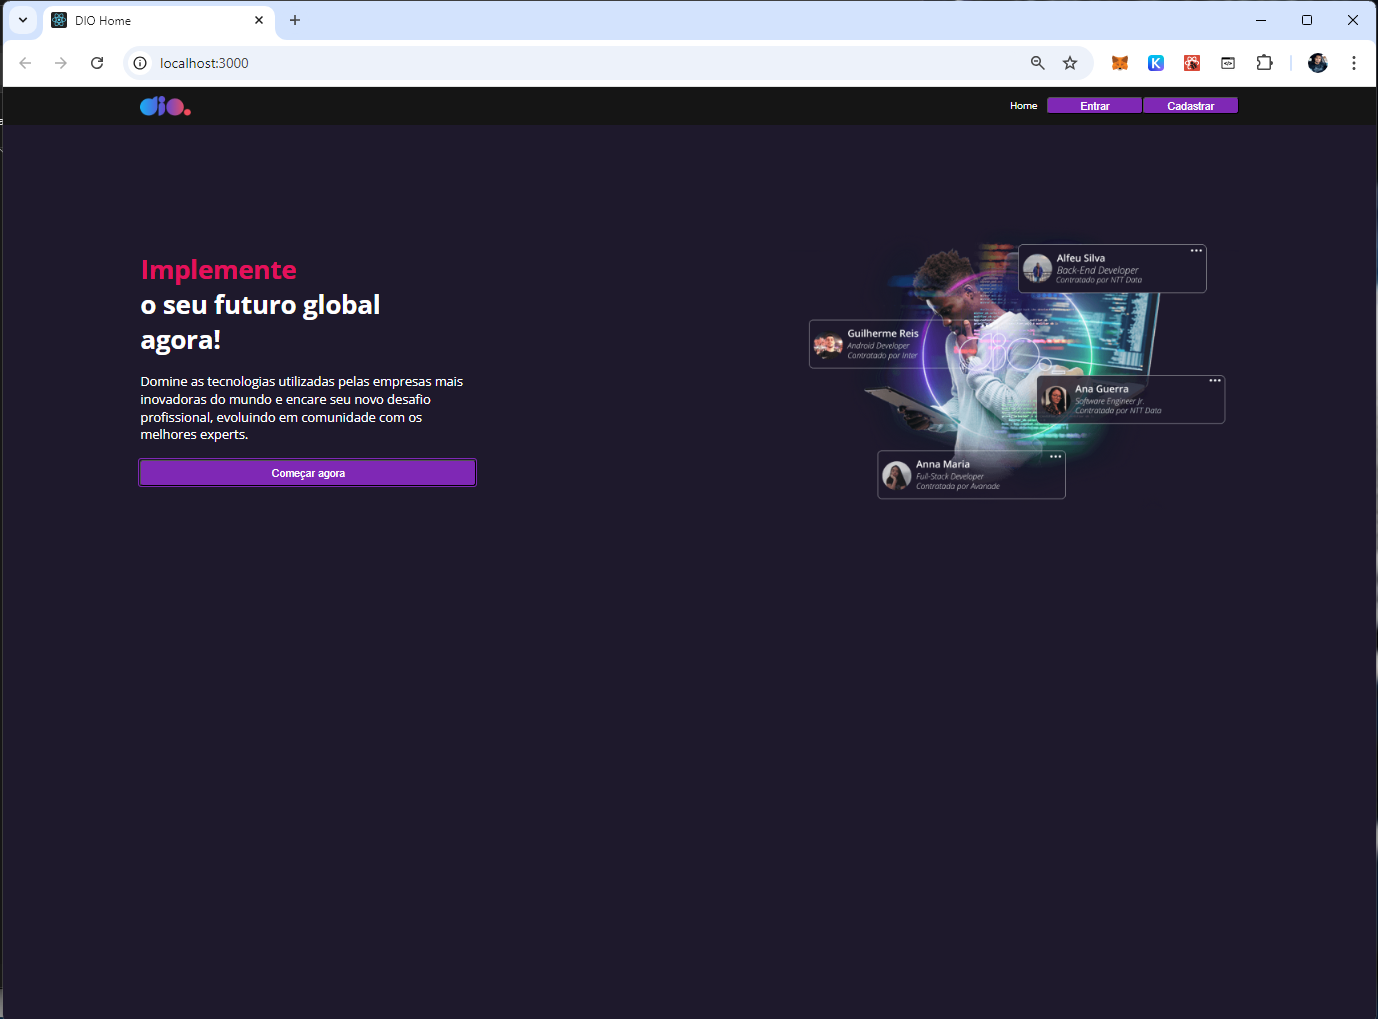 DIO Home
localhost:3000
dio.
Home
Entrar
Cadastrar
Implemente
o seu futuro global
agora!
Domine as tecnologias utilizadas pelas empresas mais
inovadoras do mundo e encare seu novo desafio
profissional, evoluindo em comunidade com os
melhores experts.
Começar agora
Alfeu Silva
Back-End Developer
Contratado por NTT Data
Guilherme Reis
Android Developer
Contratado por Inter
dio.
Ana Guerra
Software Engineer Jr.
Contratada por NTT Data
Anna Maria
Full-Stack Developer
Contratada por Avanade